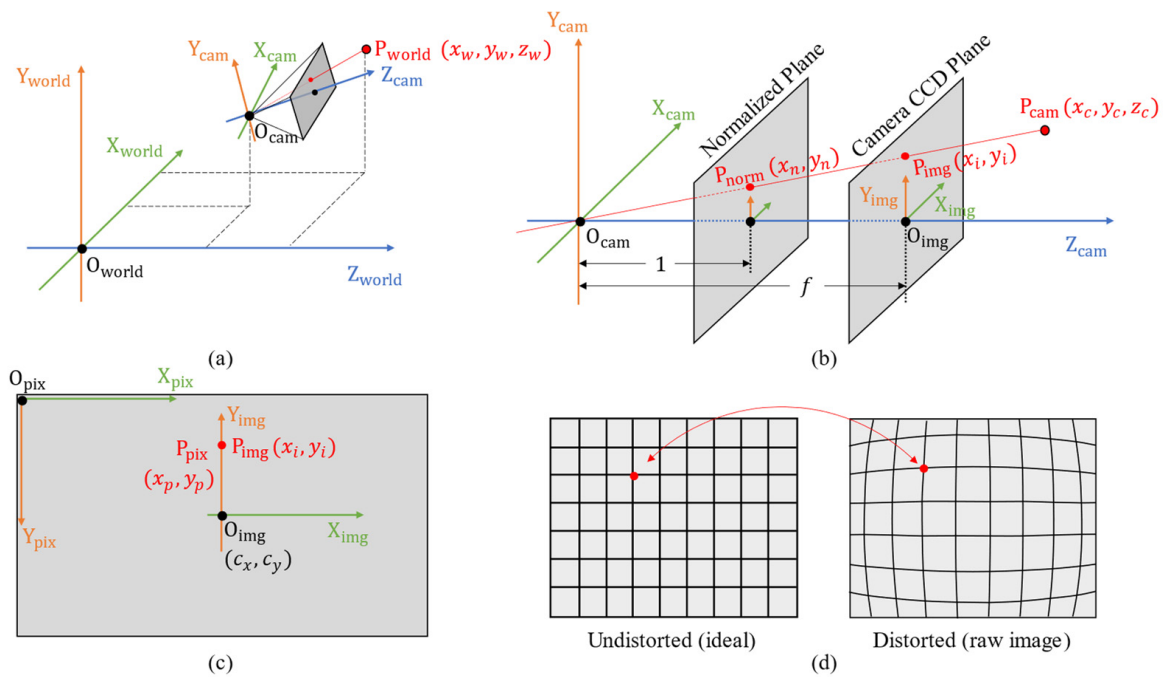 Y_world
X_world
O_world
Z_world
Y_cam
X_cam
O_cam
Z_cam
P_world (x_w, y_w, z_w)
(a)
Y_cam
X_cam
O_cam
Normalized Plane
Camera CCD Plane
P_norm (x_n, y_n)
P_img (x_i, y_i)
P_cam (x_c, y_c, z_c)
Y_img
X_img
O_img
Z_cam
1
f
(b)
O_pix
X_pix
Y_pix
Y_img
P_pix
(x_p, y_p)
P_img (x_i, y_i)
O_img
(c_x, c_y)
X_img
(c)
Undistorted (ideal)
Distorted (raw image)
(d)